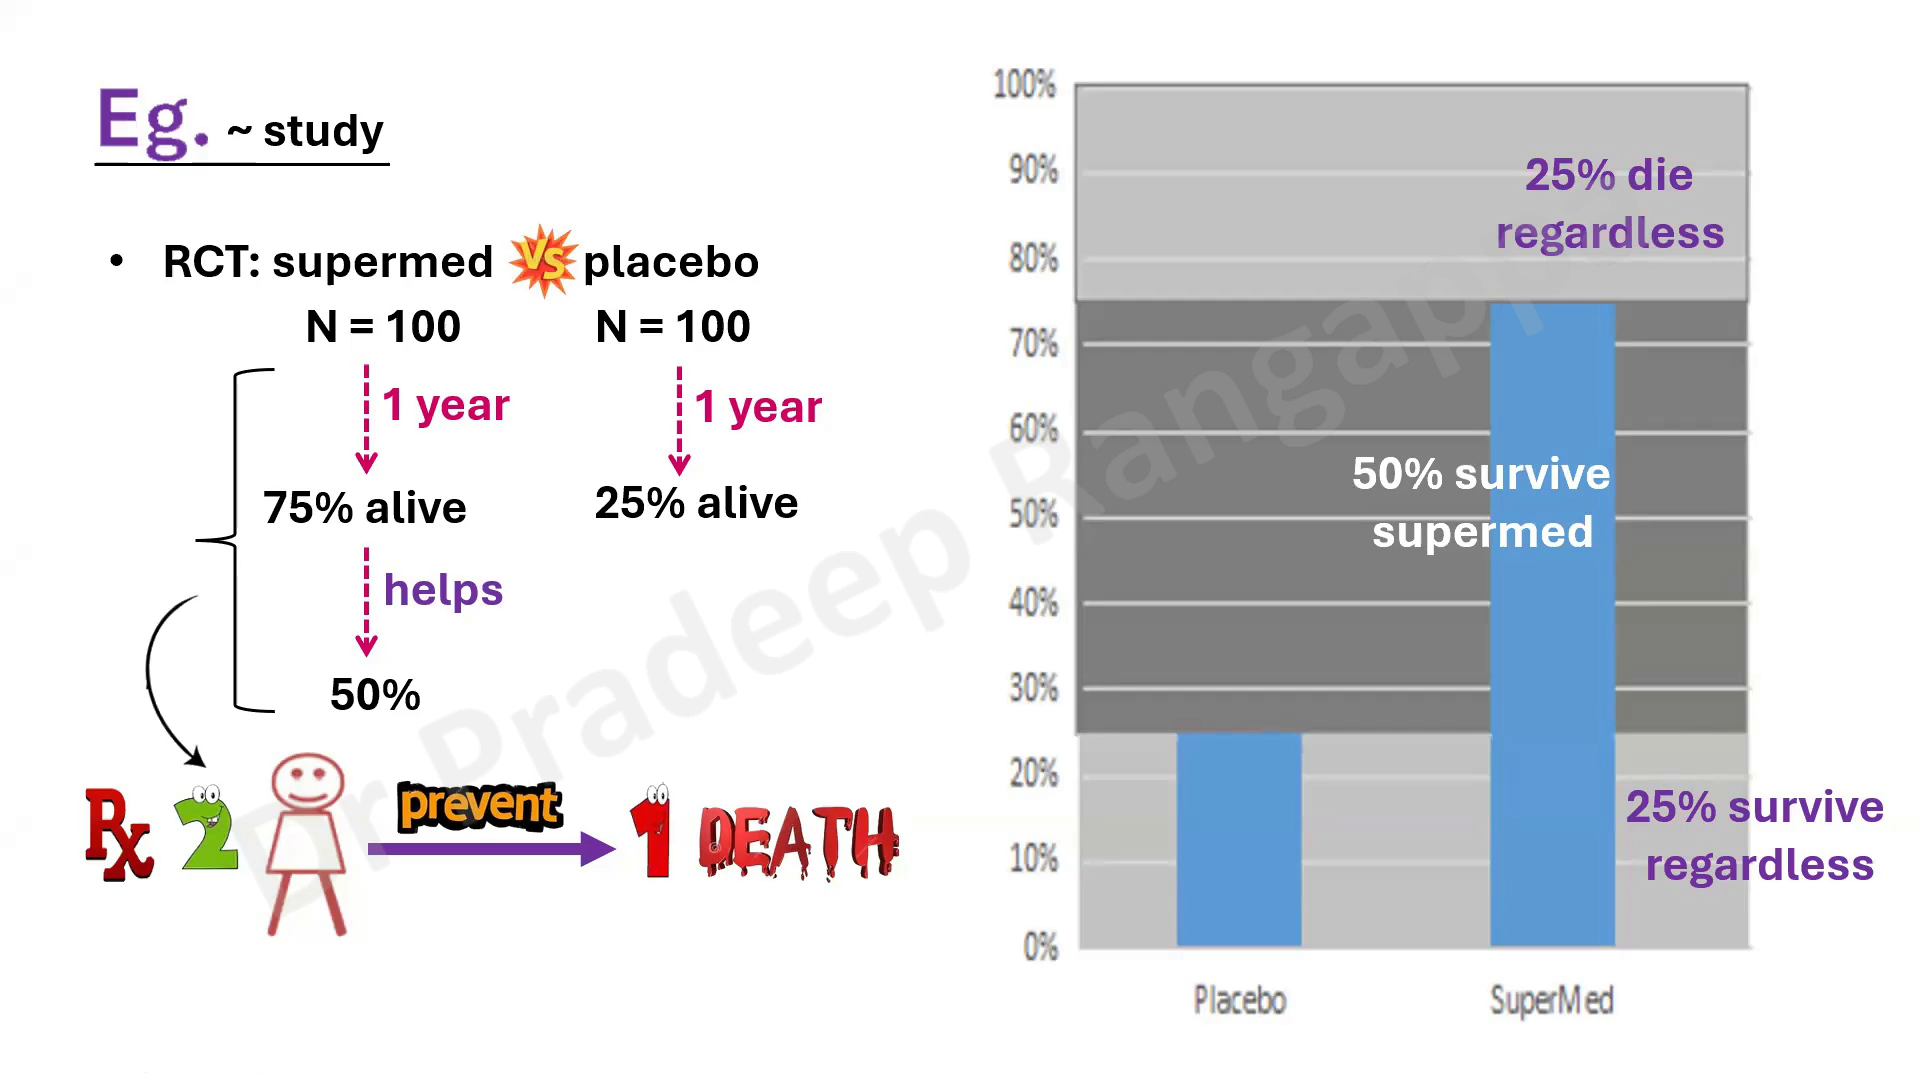 Eg. ~ study
• RCT: supermed VS placebo
N = 100 N = 100
1 year 1 year
75% alive 25% alive
helps
50%
Rx 2 prevent 1 DEATH
100%
90%
80%
70%
60%
50%
40%
30%
20%
10%
0%
25% die
regardless
50% survive
supermed
25% survive
regardless
Placebo SuperMed
Dr Pradeep Rangappa